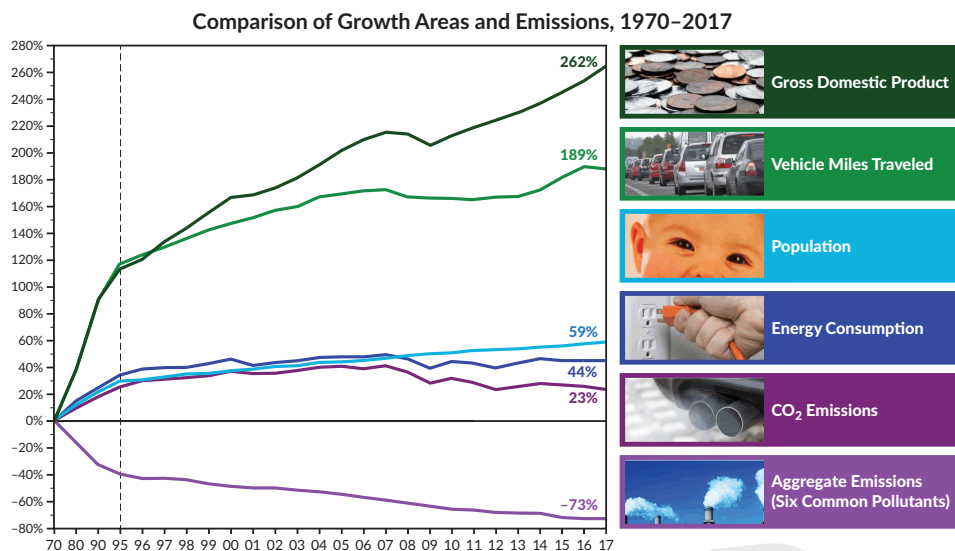 Comparison of Growth Areas and Emissions, 1970–2017
280%
260%
240%
220%
200%
180%
160%
140%
120%
100%
80%
60%
40%
20%
0%
–20%
–40%
–60%
–80%
262%
189%
59%
44%
23%
–73%
70 80 90 95 96 97 98 99 00 01 02 03 04 05 06 07 08 09 10 11 12 13 14 15 16 17
Gross Domestic Product
Vehicle Miles Traveled
Population
Energy Consumption
CO₂ Emissions
Aggregate Emissions
(Six Common Pollutants)